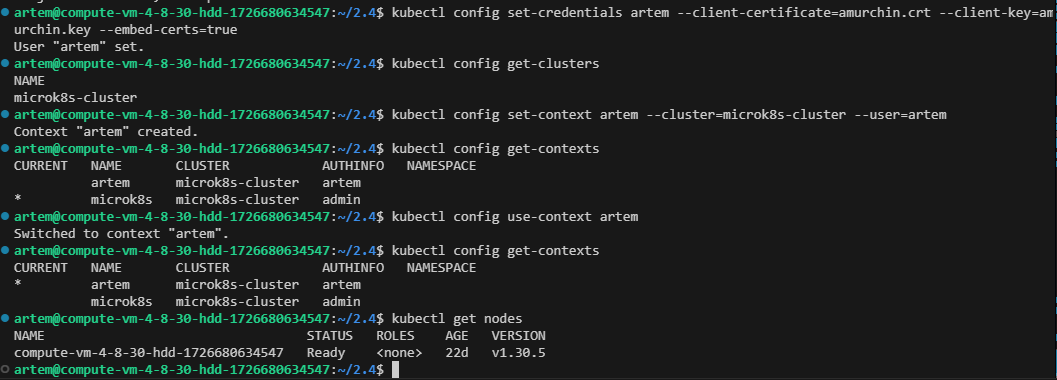 artem@compute-vm-4-8-30-hdd-1726680634547:~/2.4$ kubectl config set-credentials artem --client-certificate=amurchin.crt --client-key=am
urchin.key --embed-certs=true
User "artem" set.
artem@compute-vm-4-8-30-hdd-1726680634547:~/2.4$ kubectl config get-clusters
NAME
microk8s-cluster
artem@compute-vm-4-8-30-hdd-1726680634547:~/2.4$ kubectl config set-context artem --cluster=microk8s-cluster --user=artem
Context "artem" created.
artem@compute-vm-4-8-30-hdd-1726680634547:~/2.4$ kubectl config get-contexts
CURRENT   NAME       CLUSTER            AUTHINFO   NAMESPACE
          artem      microk8s-cluster   artem
*         microk8s   microk8s-cluster   admin
artem@compute-vm-4-8-30-hdd-1726680634547:~/2.4$ kubectl config use-context artem
Switched to context "artem".
artem@compute-vm-4-8-30-hdd-1726680634547:~/2.4$ kubectl config get-contexts
CURRENT   NAME       CLUSTER            AUTHINFO   NAMESPACE
*         artem      microk8s-cluster   artem
          microk8s   microk8s-cluster   admin
artem@compute-vm-4-8-30-hdd-1726680634547:~/2.4$ kubectl get nodes
NAME                                STATUS   ROLES    AGE   VERSION
compute-vm-4-8-30-hdd-1726680634547   Ready    <none>   22d   v1.30.5
artem@compute-vm-4-8-30-hdd-1726680634547:~/2.4$